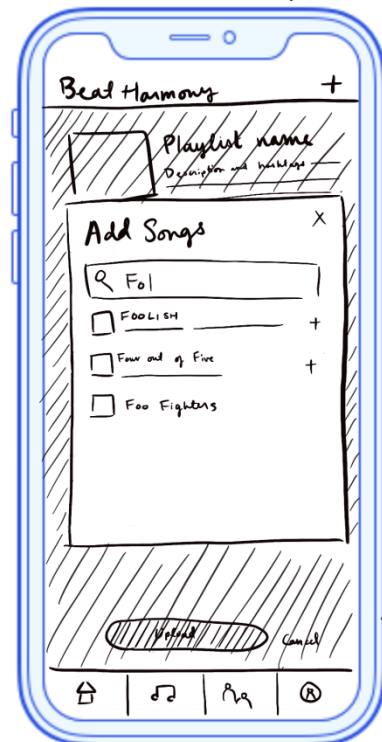 Beat Harmony +
Playlist name
Description and hashtags
Add Songs X
Fol
FOOLISH +
Four out of Five +
Foo Fighters
Upload Cancel